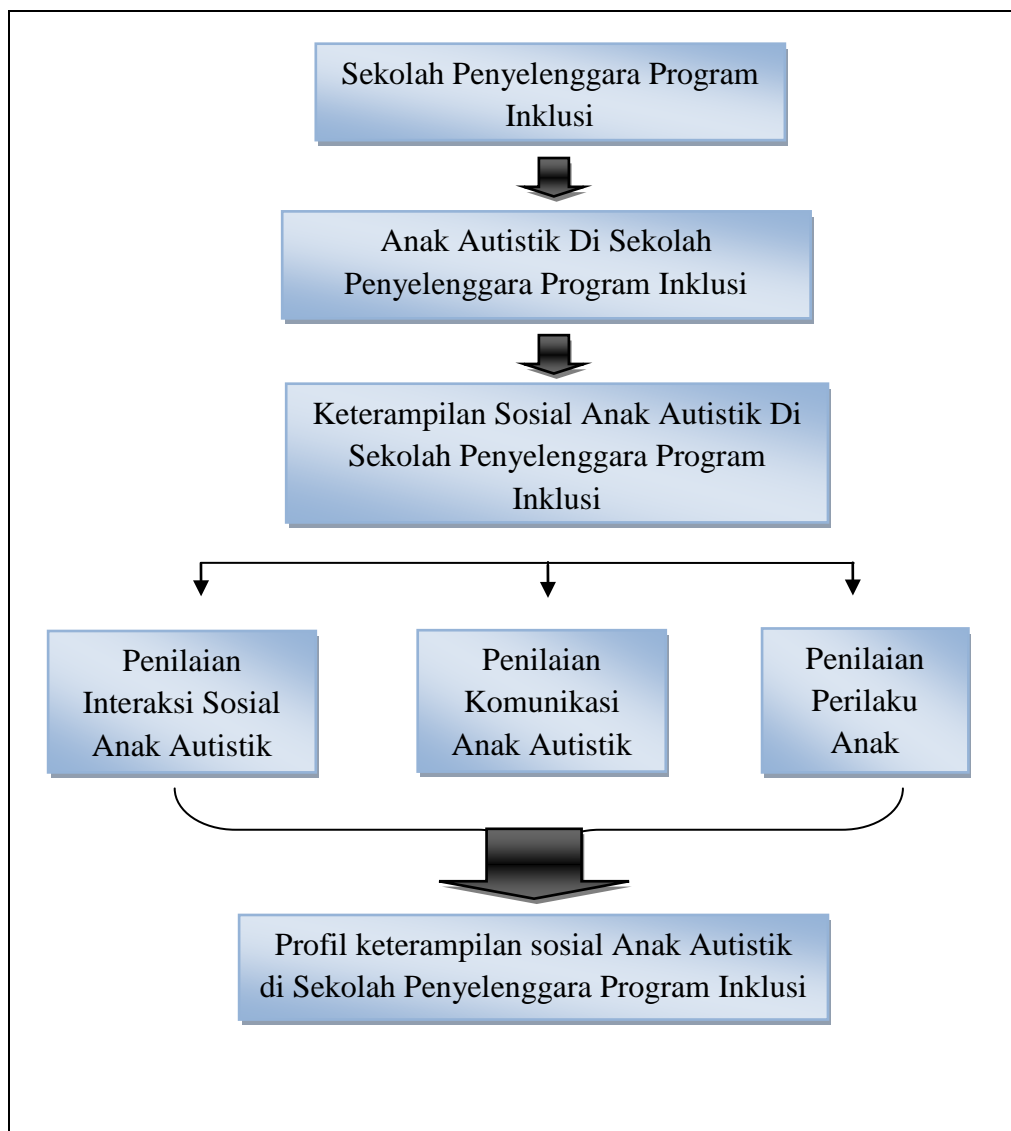 Sekolah Penyelenggara Program
Inklusi
Anak Autistik Di Sekolah
Penyelenggara Program Inklusi
Keterampilan Sosial Anak Autistik Di
Sekolah Penyelenggara Program
Inklusi
Penilaian
Interaksi Sosial
Anak Autistik
Penilaian
Komunikasi
Anak Autistik
Penilaian
Perilaku
Anak
Profil keterampilan sosial Anak Autistik
di Sekolah Penyelenggara Program Inklusi